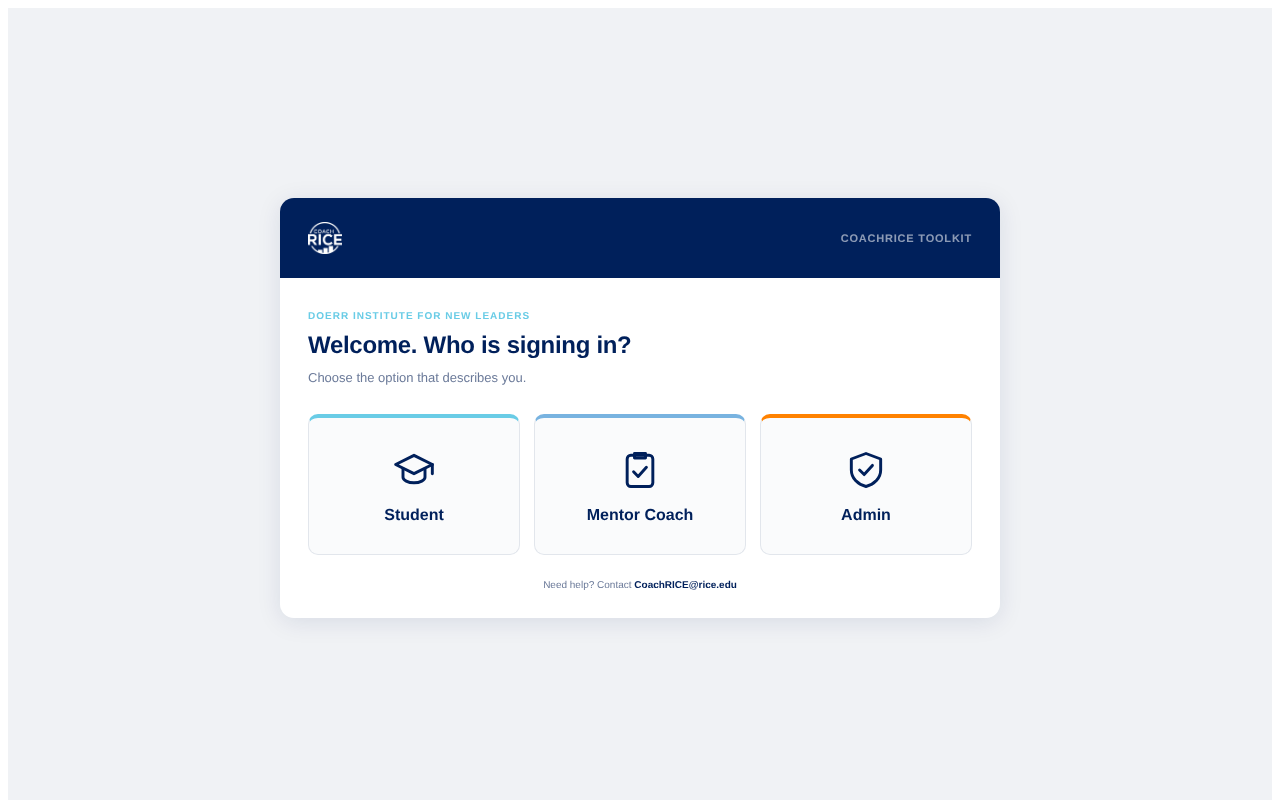 COACH
RICE
COACHRICE TOOLKIT
DOERR INSTITUTE FOR NEW LEADERS
Welcome. Who is signing in?
Choose the option that describes you.
Student
Mentor Coach
Admin
Need help? Contact CoachRICE@rice.edu